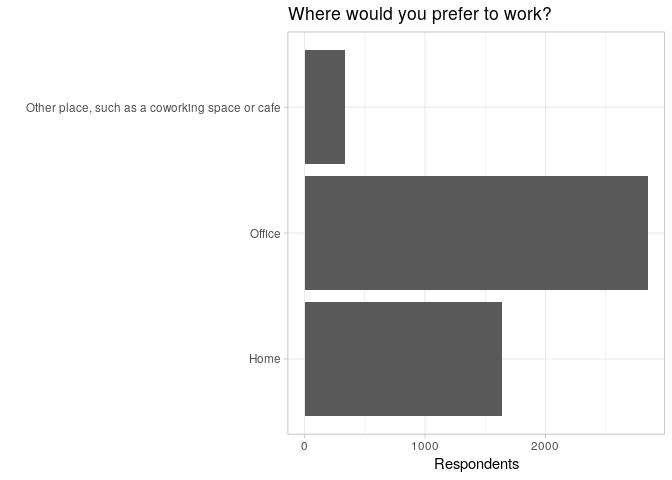 Where would you prefer to work?
Other place, such as a coworking space or cafe
Office
Home
0 1000 2000
Respondents